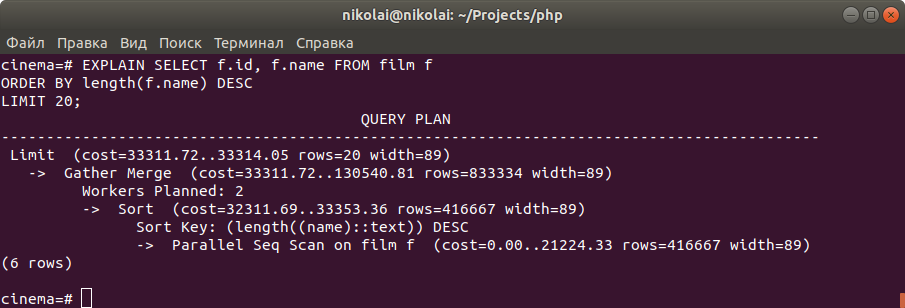 nikolai@nikolai: ~/Projects/php
Файл Правка Вид Поиск Терминал Справка
cinema=# EXPLAIN SELECT f.id, f.name FROM film f
ORDER BY length(f.name) DESC
LIMIT 20;
QUERY PLAN
-------------------------------------------------------------------------------------------
Limit  (cost=33311.72..33314.05 rows=20 width=89)
->  Gather Merge  (cost=33311.72..130540.81 rows=833334 width=89)
Workers Planned: 2
->  Sort  (cost=32311.69..33353.36 rows=416667 width=89)
Sort Key: (length((name)::text)) DESC
->  Parallel Seq Scan on film f  (cost=0.00..21224.33 rows=416667 width=89)
(6 rows)
cinema=#